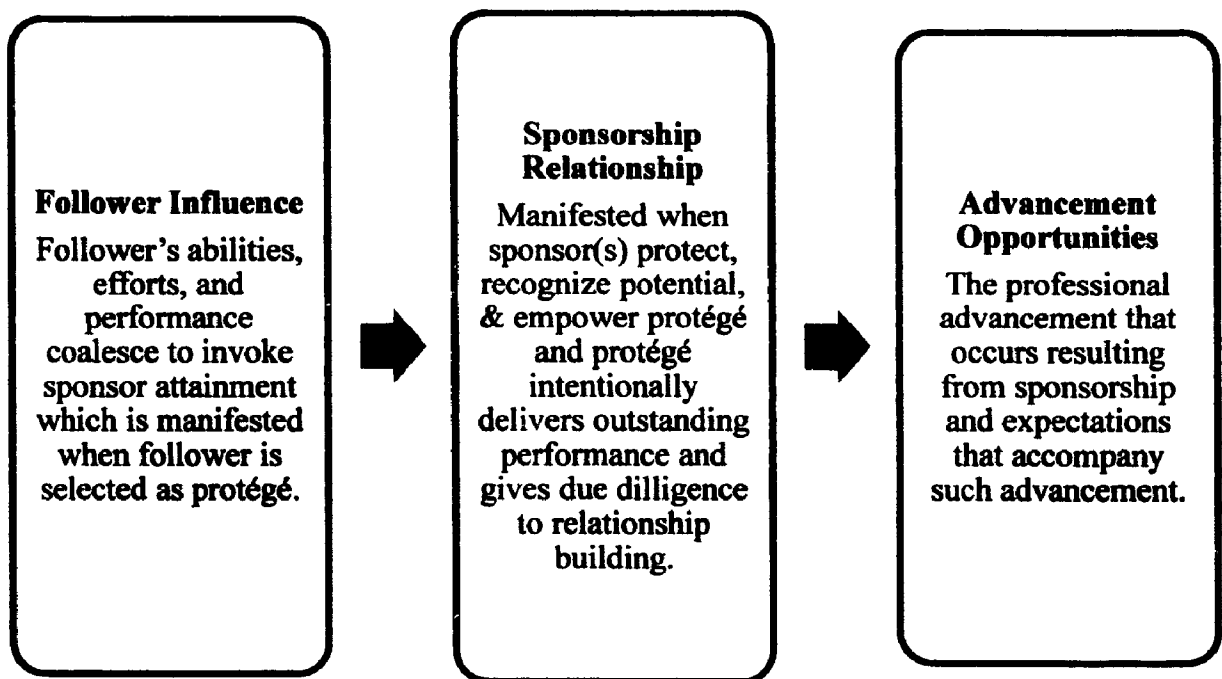 Follower Influence
Follower's abilities,
efforts, and
performance
coalesce to invoke
sponsor attainment
which is manifested
when follower is
selected as protégé.
Sponsorship
Relationship
Manifested when
sponsor(s) protect,
recognize potential,
& empower protégé
and protégé
intentionally
delivers outstanding
performance and
gives due dilligence
to relationship
building.
Advancement
Opportunities
The professional
advancement that
occurs resulting
from sponsorship
and expectations
that accompany
such advancement.